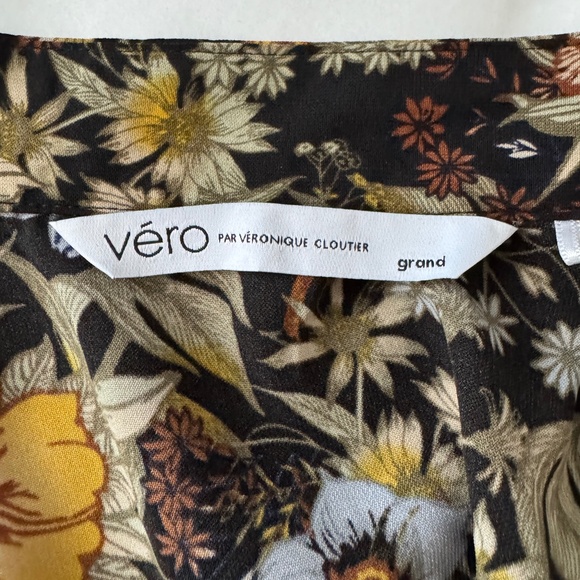 véro PAR VÉRONIQUE CLOUTIER
grand